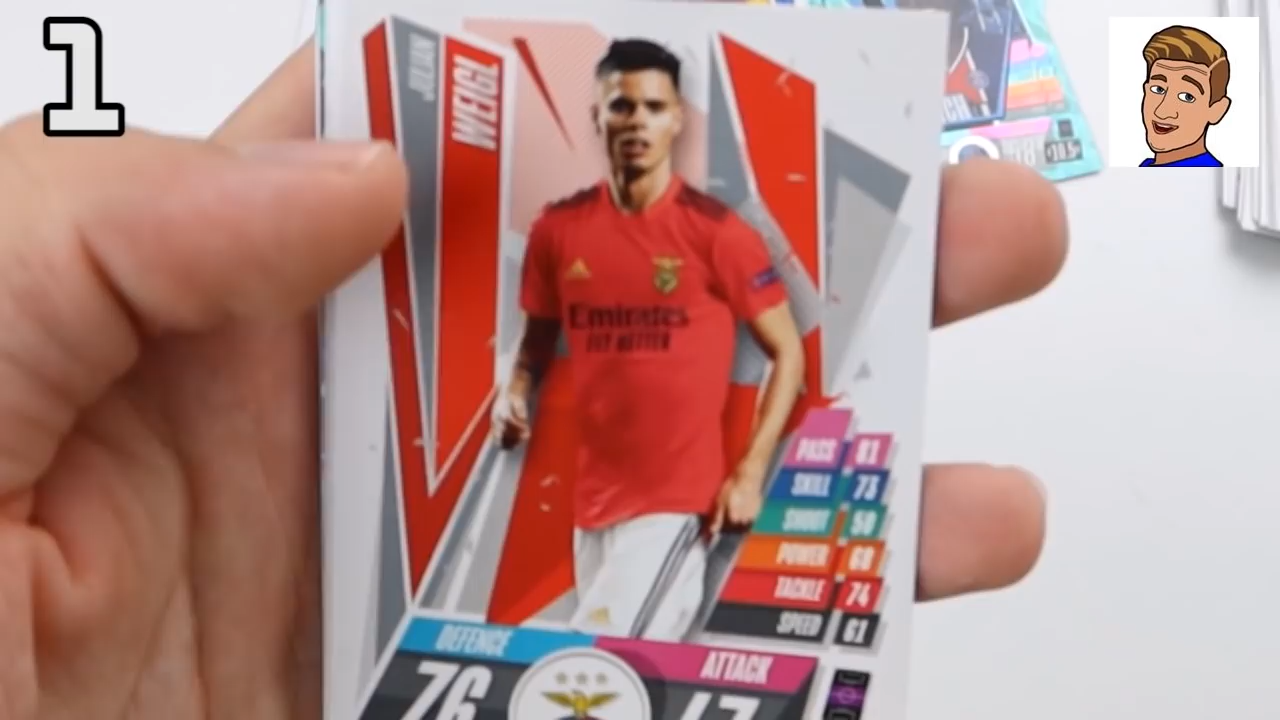 1
JULIAN
WEIGL
Emirates
FLY BETTER
PASS 81
SKILL 73
SHOOT 50
POWER 68
TACKLE 74
SPEED 61
DEFENCE
76
ATTACK